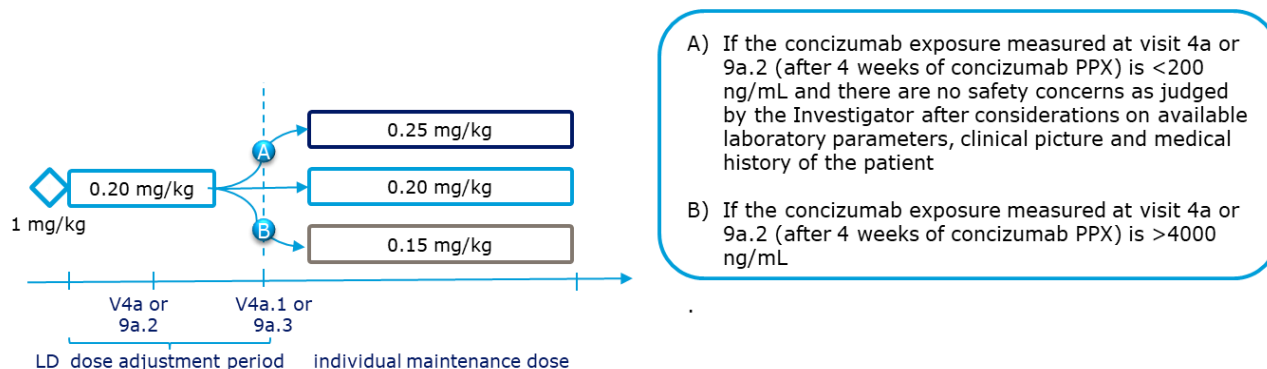 A) If the concizumab exposure measured at visit 4a or
9a.2 (after 4 weeks of concizumab PPX) is <200
ng/mL and there are no safety concerns as judged
by the Investigator after considerations on available
laboratory parameters, clinical picture and medical
history of the patient
B) If the concizumab exposure measured at visit 4a or
9a.2 (after 4 weeks of concizumab PPX) is >4000
ng/mL
.
0.25 mg/kg
A
0.20 mg/kg
0.20 mg/kg
1 mg/kg
B
0.15 mg/kg
V4a or
9a.2
V4a.1 or
9a.3
LD dose adjustment period
individual maintenance dose